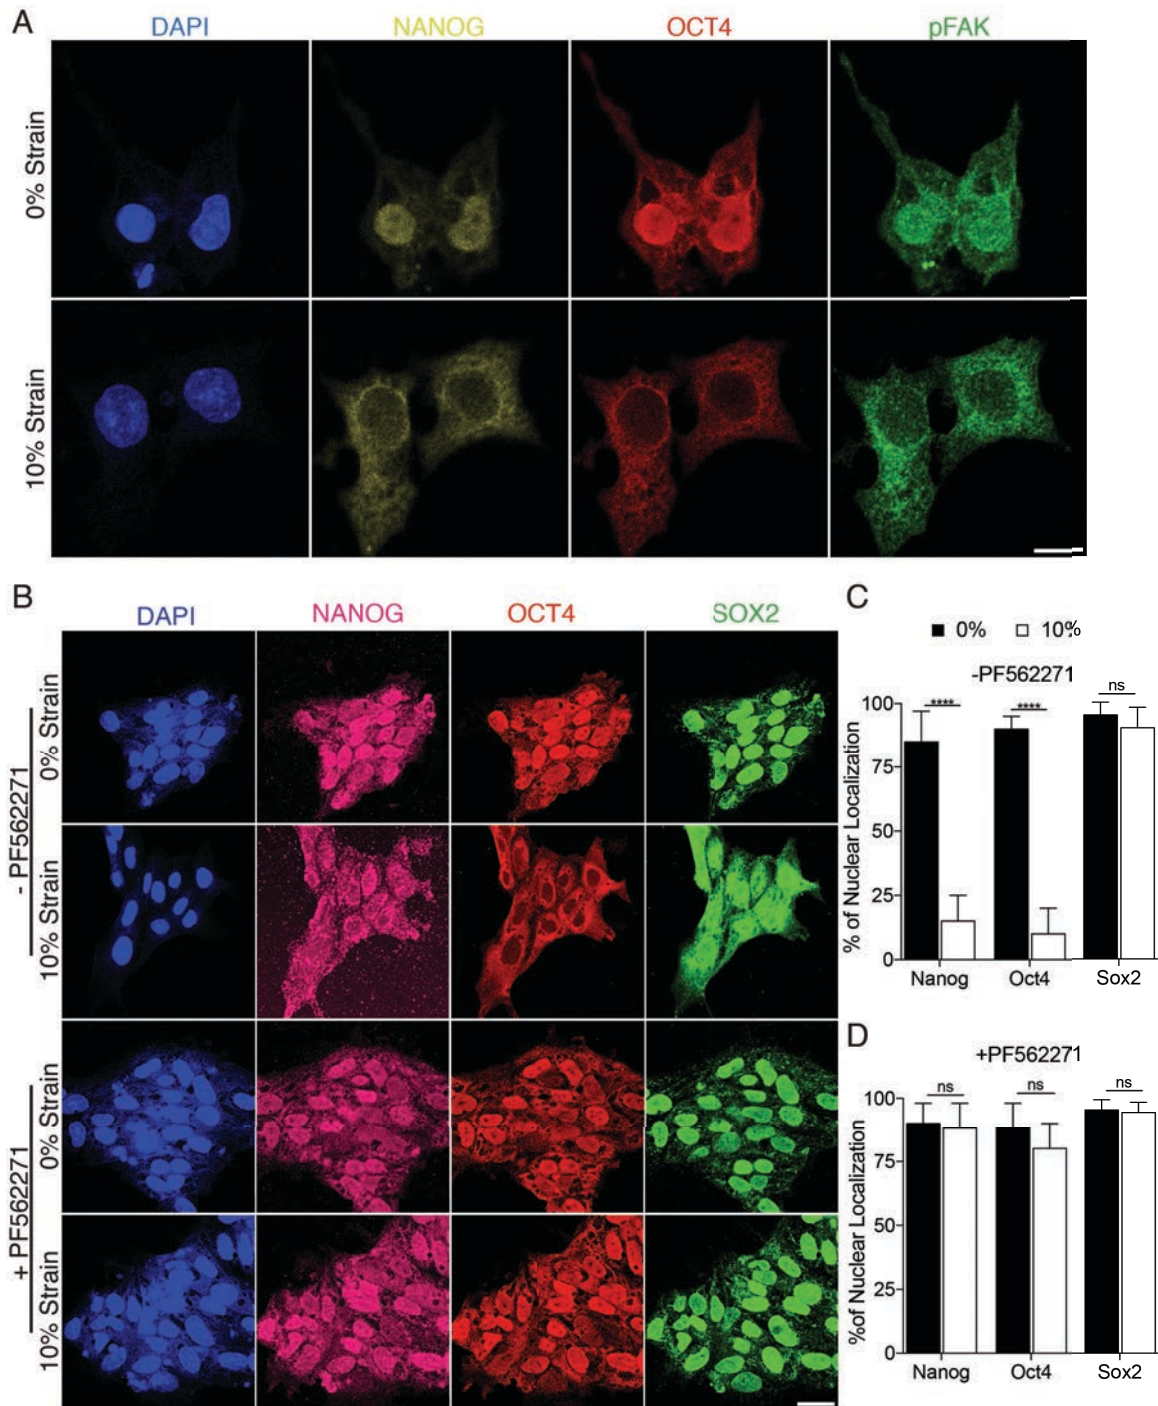 A
DAPI NANOG OCT4 pFAK
0% Strain
10% Strain
B
DAPI NANOG OCT4 SOX2
- PF562271
0% Strain
10% Strain
+ PF562271
0% Strain
10% Strain
C
0% 10%
-PF562271
% of Nuclear Localization
100
75
50
25
0
**** **** ns
Nanog Oct4 Sox2
D
+PF562271
%of Nuclear Localization
100
75
50
25
0
ns ns ns
Nanog Oct4 Sox2